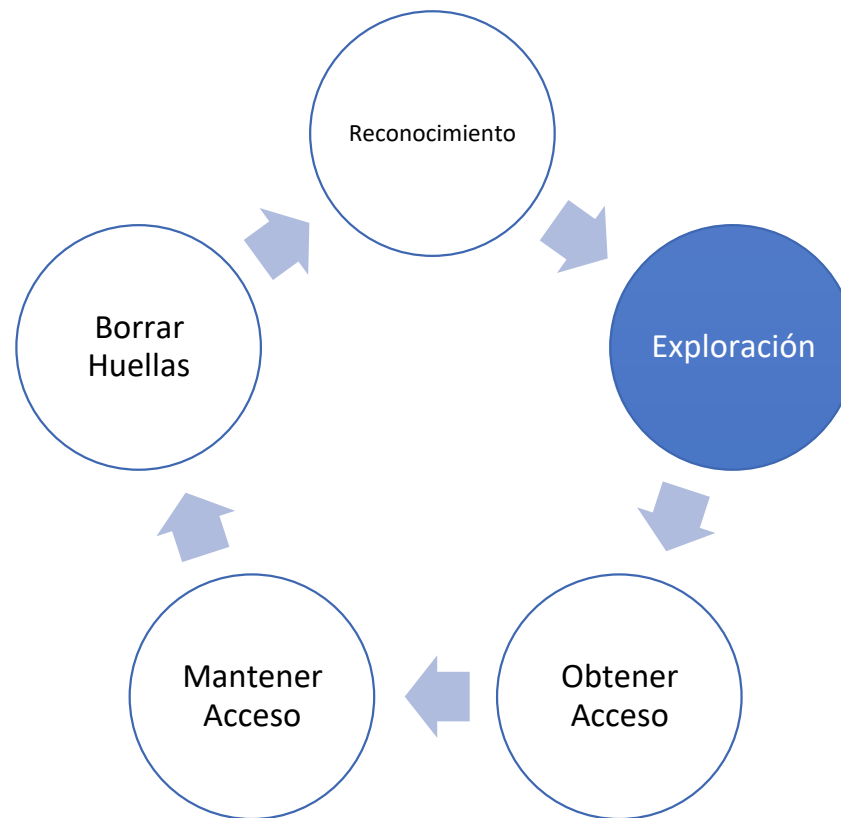 Reconocimiento
Exploración
Obtener
Acceso
Mantener
Acceso
Borrar
Huellas